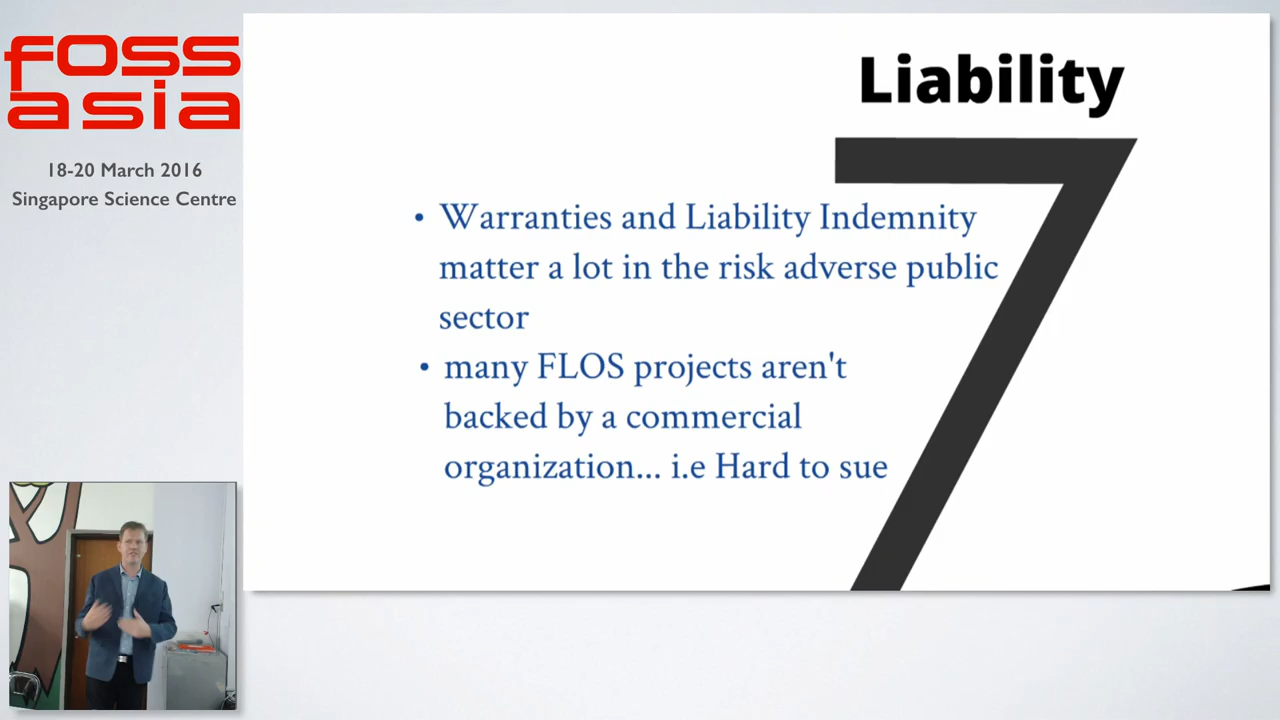 foss
asia
18-20 March 2016
Singapore Science Centre
Liability
7
• Warranties and Liability Indemnity
matter a lot in the risk adverse public
sector
• many FLOS projects aren't
backed by a commercial
organization... i.e Hard to sue